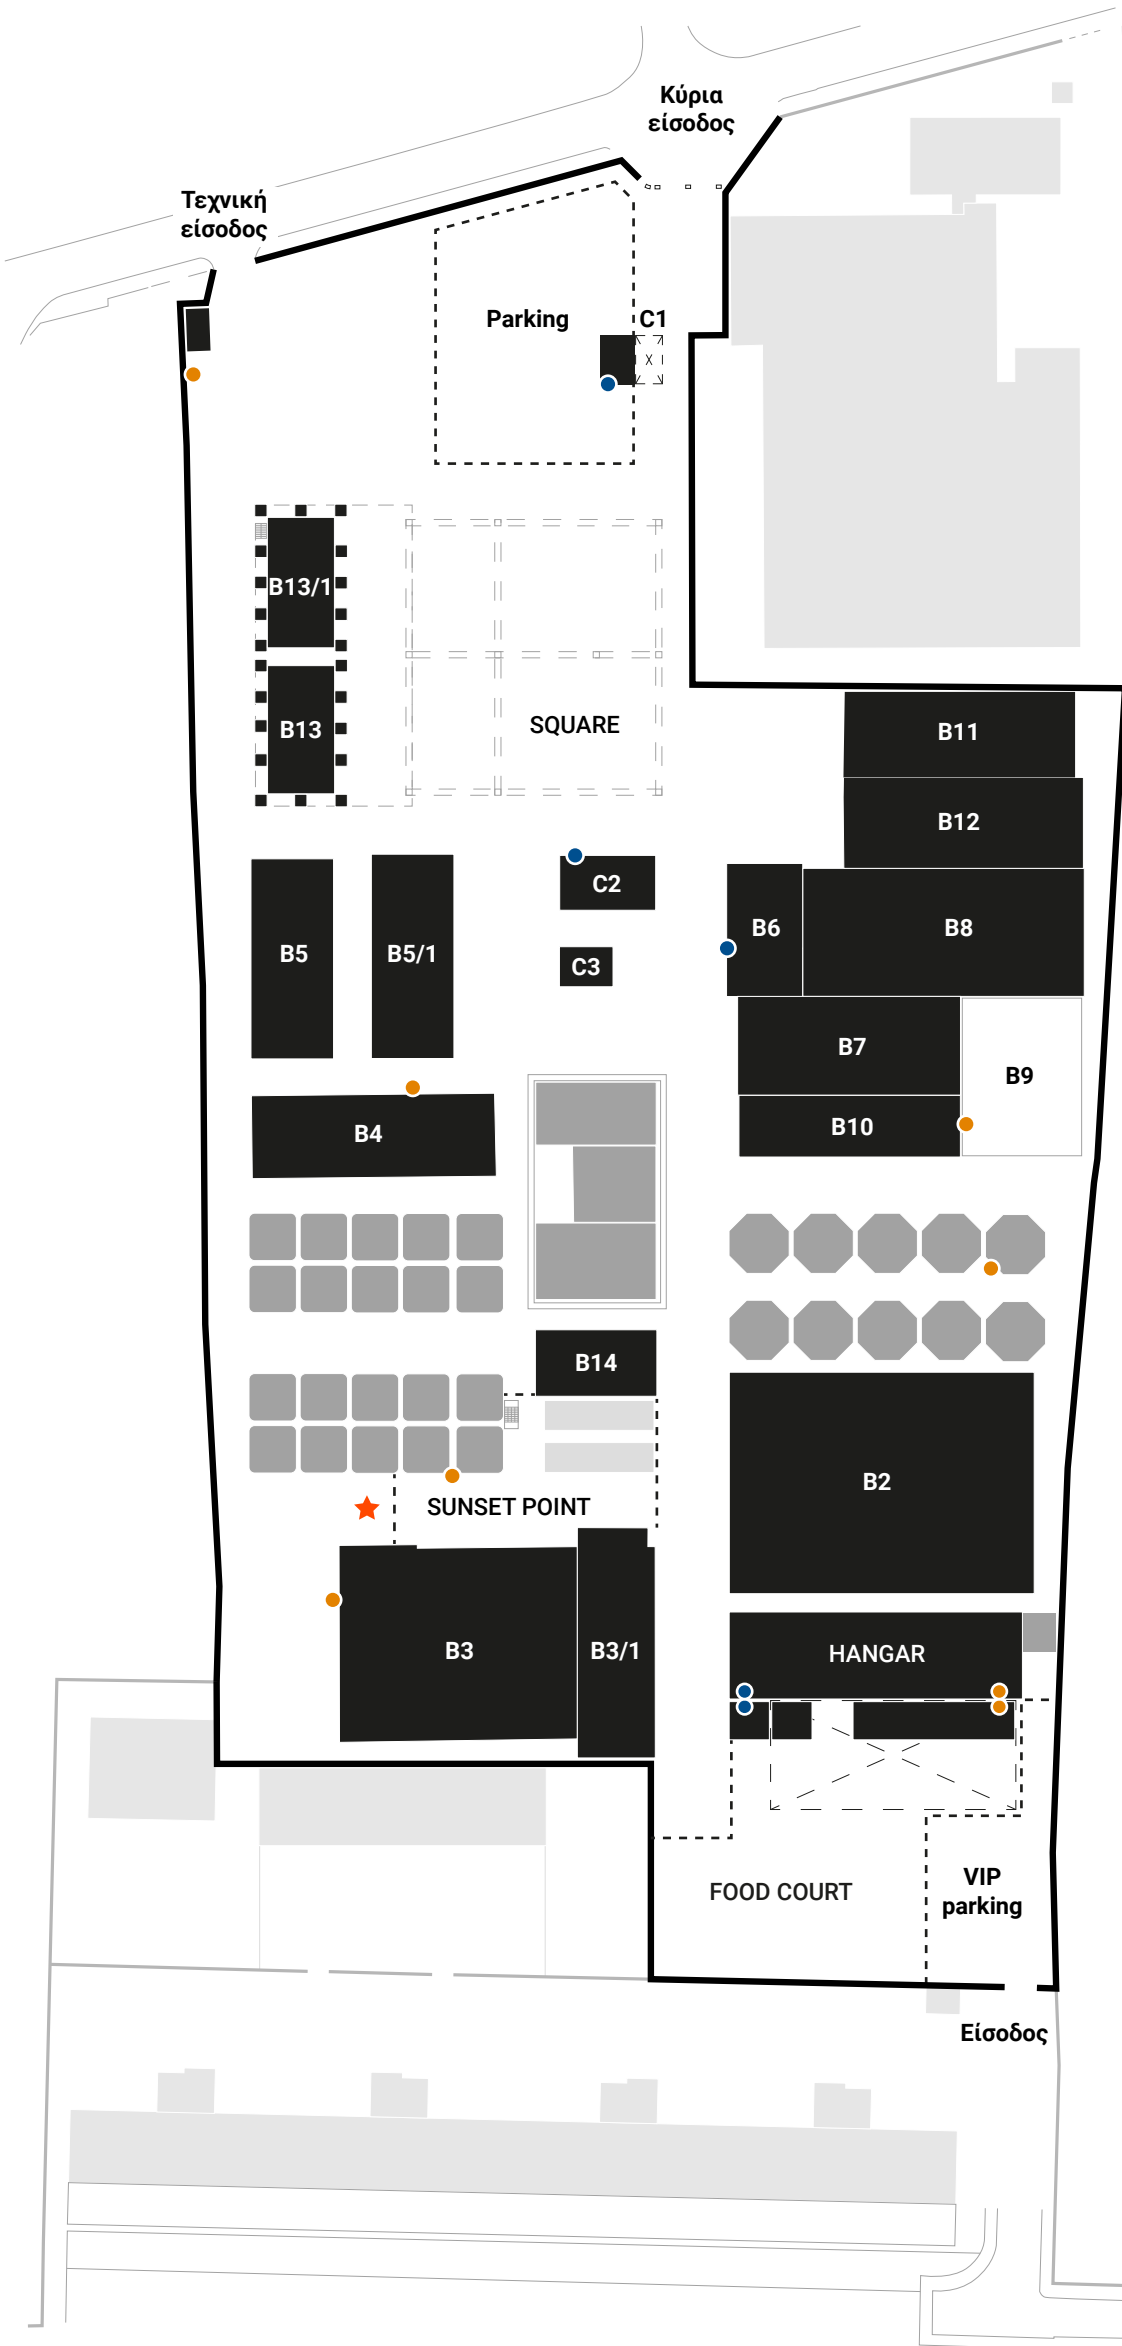 Κύρια
είσοδος
Τεχνική
είσοδος
Parking
C1
B13/1
B13
SQUARE
B11
B12
C2
B6
B8
B5
B5/1
C3
B7
B9
B4
B10
B14
B2
SUNSET POINT
B3
B3/1
HANGAR
FOOD COURT
VIP
parking
Είσοδος